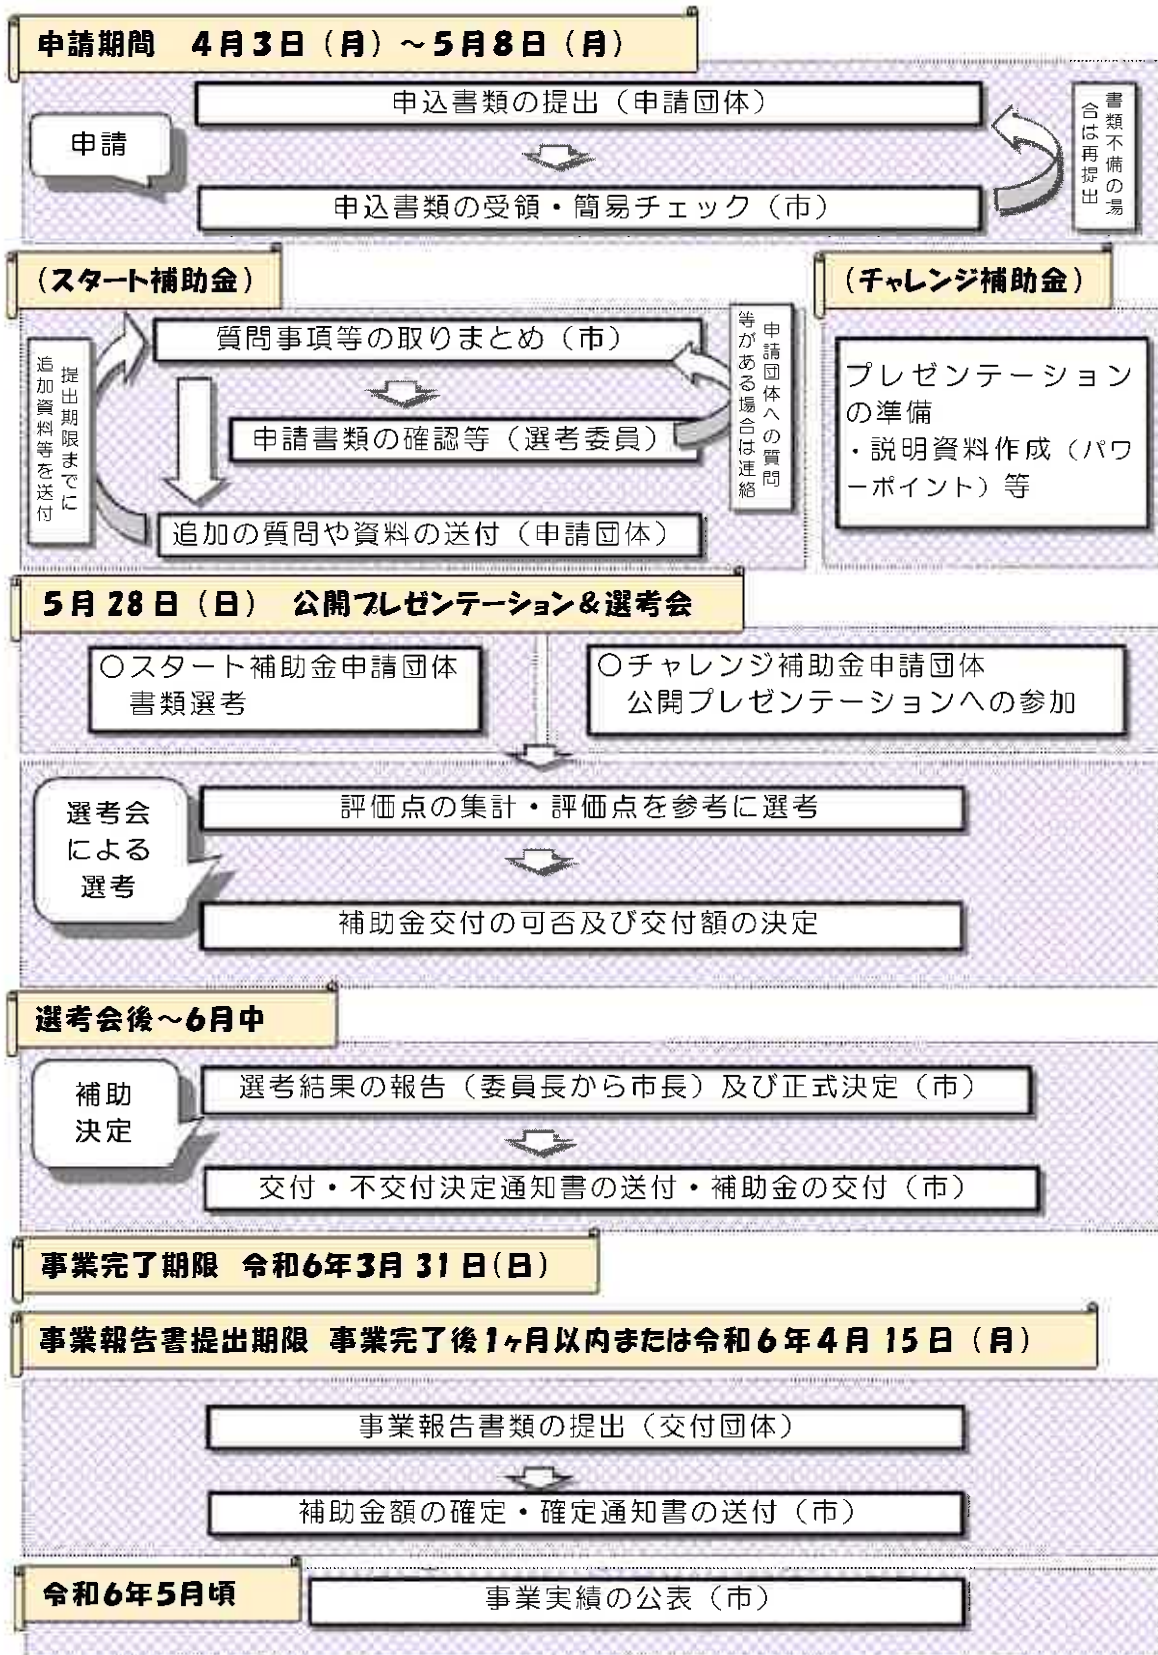 申請期間　4月3日（月）～5月8日（月）
申込書類の提出（申請団体）
申請
書類不備の場
合は再提出
申込書類の受領・簡易チェック（市）
（スタート補助金）
（チャレンジ補助金）
質問事項等の取りまとめ（市）
提出期限までに
追加資料等を送付
申請団体への質問
等がある場合は連絡
申請書類の確認等（選考委員）
追加の質問や資料の送付（申請団体）
プレゼンテーション
の準備
・説明資料作成（パワ
ーポイント）等
5月28日（日）　公開プレゼンテーション＆選考会
○スタート補助金申請団体
書類選考
○チャレンジ補助金申請団体
公開プレゼンテーションへの参加
選考会
による
選考
評価点の集計・評価点を参考に選考
補助金交付の可否及び交付額の決定
選考会後～6月中
補助
決定
選考結果の報告（委員長から市長）及び正式決定（市）
交付・不交付決定通知書の送付・補助金の交付（市）
事業完了期限　令和6年3月31日(日)
事業報告書提出期限　事業完了後1ヶ月以内または令和6年4月15日（月）
事業報告書類の提出（交付団体）
補助金額の確定・確定通知書の送付（市）
令和6年5月頃
事業実績の公表（市）